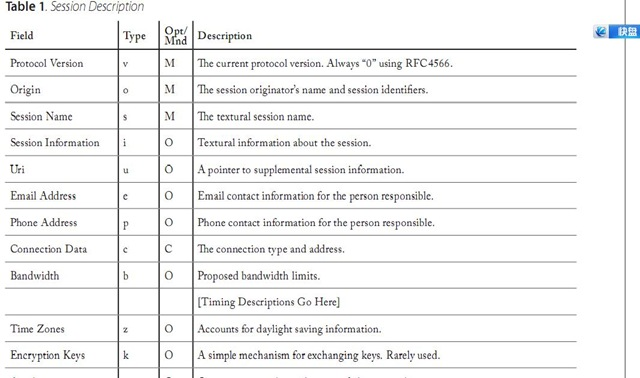 Table 1. Session Description
Field Type Opt/Mnd Description
Protocol Version v M The current protocol version. Always “0” using RFC4566.
Origin o M The session originator’s name and session identifiers.
Session Name s M The textural session name.
Session Information i O Textural information about the session.
Uri u O A pointer to supplemental session information.
Email Address e O Email contact information for the person responsible.
Phone Address p O Phone contact information for the person responsible.
Connection Data c C The connection type and address.
Bandwidth b O Proposed bandwidth limits.
[Timing Descriptions Go Here]
Time Zones z O Accounts for daylight saving information.
Encryption Keys k O A simple mechanism for exchanging keys. Rarely used.
快盘